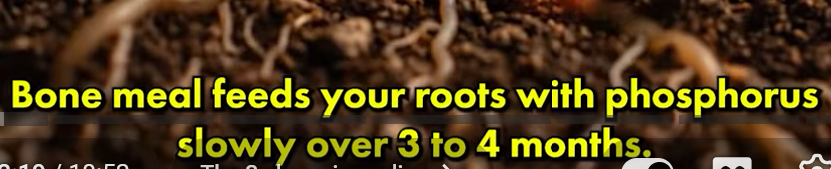 Bone meal feeds your roots with phosphorus
slowly over 3 to 4 months.